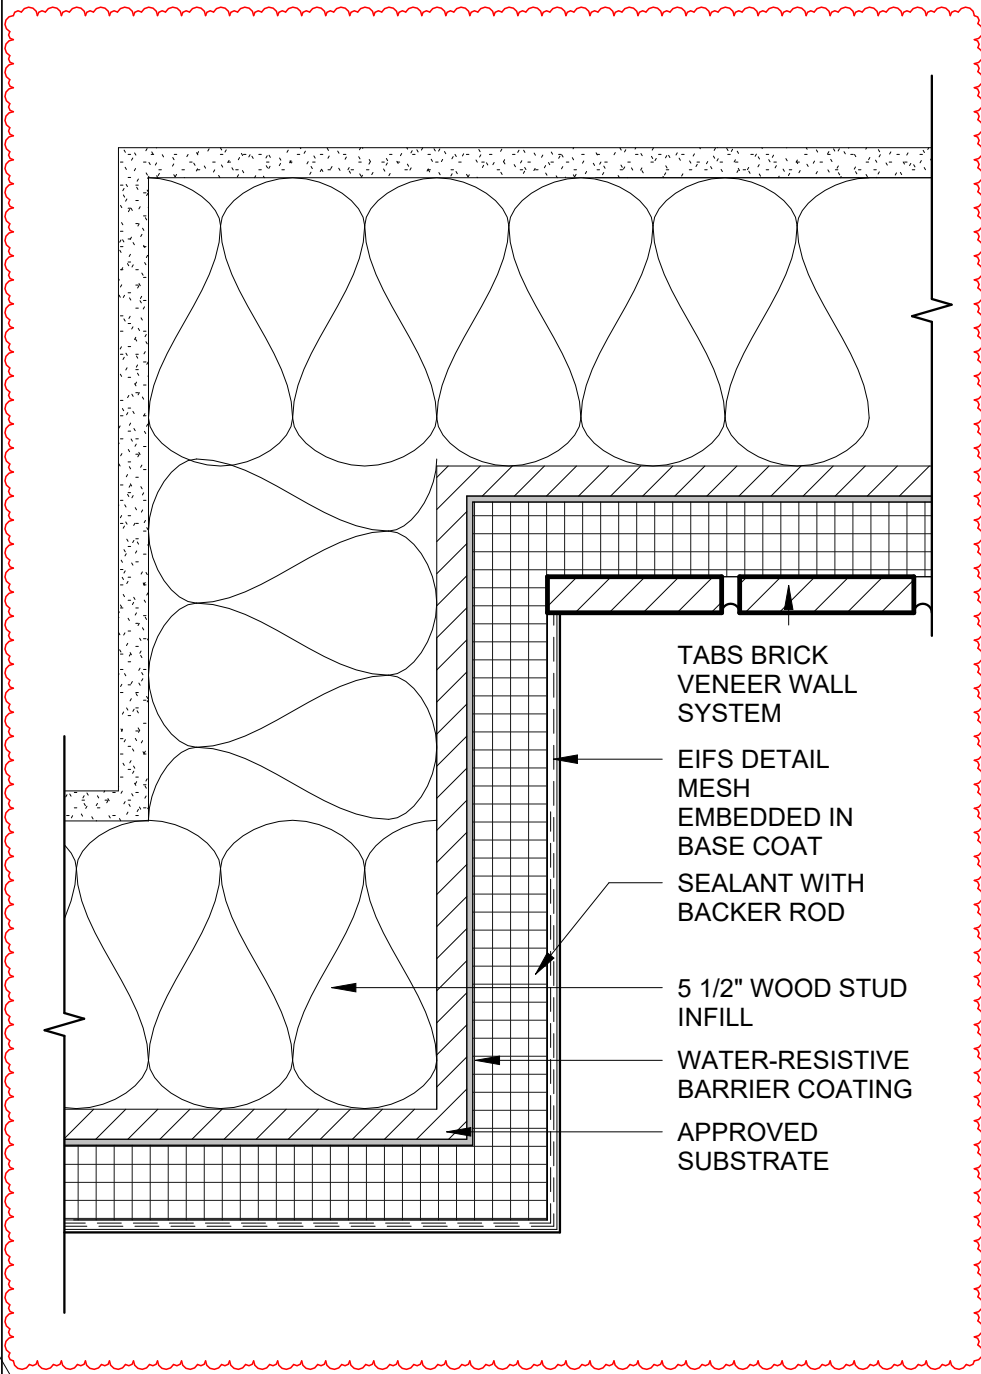 TABS BRICK
VENEER WALL
SYSTEM
EIFS DETAIL
MESH
EMBEDDED IN
BASE COAT
SEALANT WITH
BACKER ROD
5 1/2" WOOD STUD
INFILL
WATER-RESISTIVE
BARRIER COATING
APPROVED
SUBSTRATE